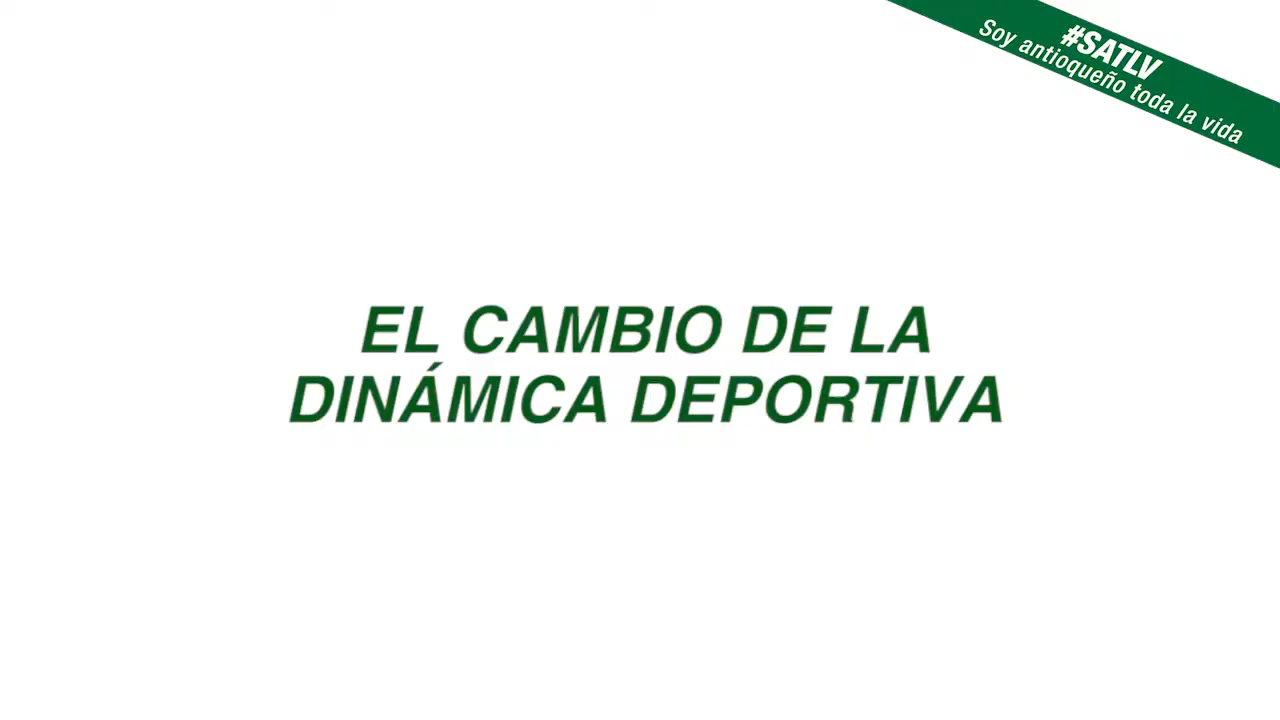 #SATLV
Soy antioqueño toda la vida
EL CAMBIO DE LA
DINÁMICA DEPORTIVA